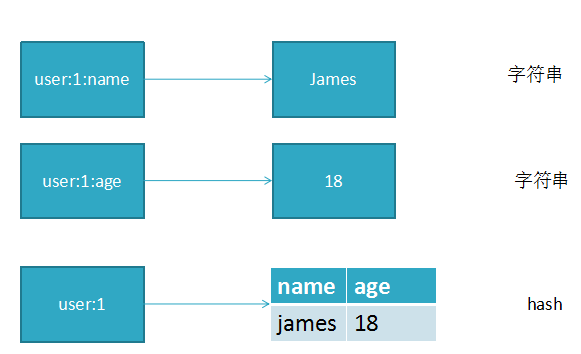 user:1:name James 字符串
user:1:age 18 字符串
user:1 name age hash
james 18